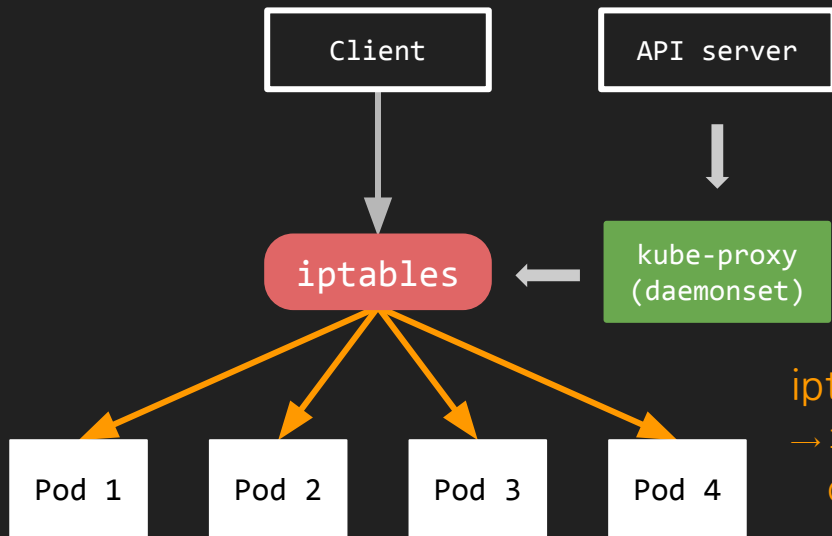 Client
API server
iptables
kube-proxy
(daemonset)
Pod 1
Pod 2
Pod 3
Pod 4